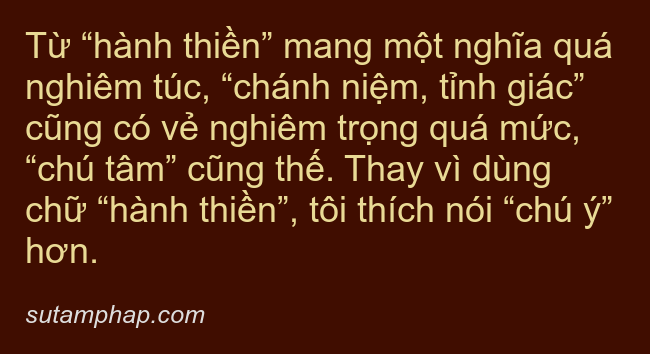 Từ “hành thiền” mang một nghĩa quá
nghiêm túc, “chánh niệm, tỉnh giác”
cũng có vẻ nghiêm trọng quá mức,
“chú tâm” cũng thế. Thay vì dùng
chữ “hành thiền”, tôi thích nói “chú ý”
hơn.
sutamphap.com